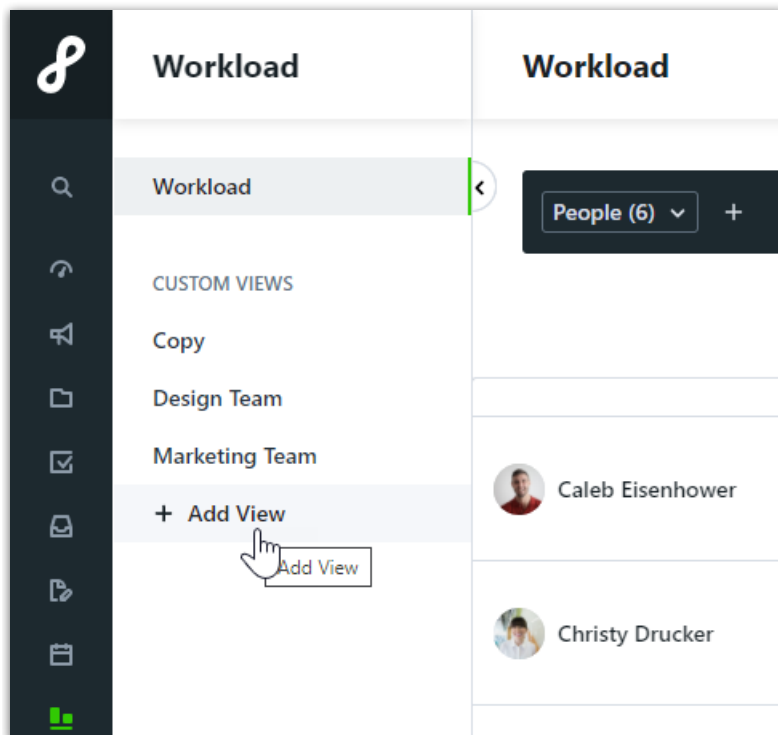 Workload
Workload
Workload
People (6)
CUSTOM VIEWS
Copy
Design Team
Marketing Team
+ Add View
Add View
Caleb Eisenhower
Christy Drucker